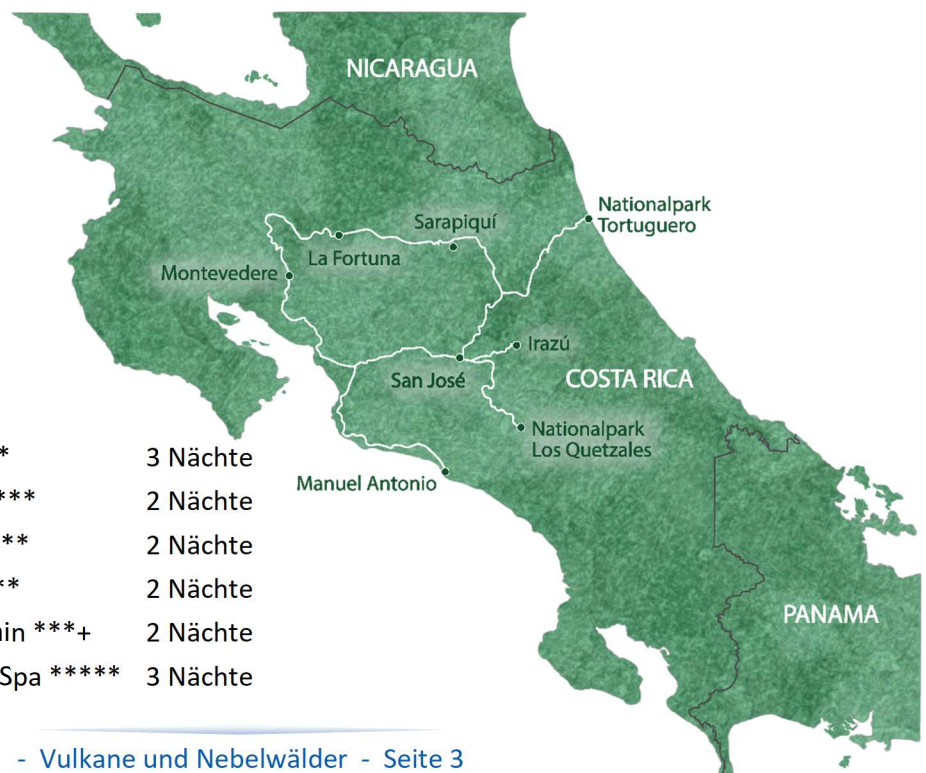 NICARAGUA
Nationalpark
Tortuguero
Sarapiquí
La Fortuna
Montevedere
Irazú
San José
COSTA RICA
Nationalpark
Los Quetzales
Manuel Antonio
* 3 Nächte
*** 2 Nächte
** 2 Nächte
** 2 Nächte
***+ 2 Nächte
Spa ***** 3 Nächte
PANAMA
- Vulkane und Nebelwälder - Seite 3